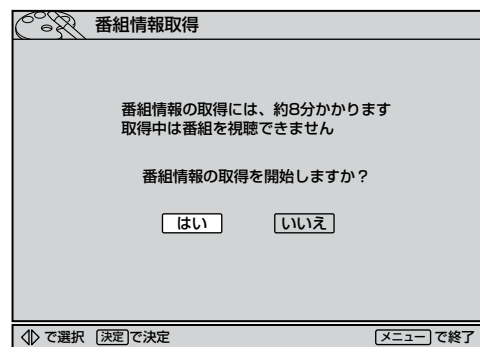 番組情報取得
番組情報の取得には、約8分かかります
取得中は番組を視聴できません
番組情報の取得を開始しますか？
はい いいえ
で選択 決定で決定 メニューで終了